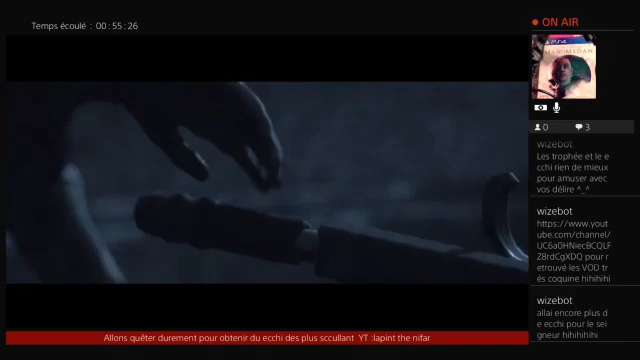 Temps écoulé : 00:55:26
ON AIR
PS4
MAN of MEDAN
0
3
wizebot
Les trophée et le e
cchi rien de mieux
pour amuser avec
vos délire ^_^
wizebot
https://www.yout
ube.com/channel/
UC6a0HNiecBCQLF
Z8rdCgXDQ pour r
etrouvé les VOD tr
és coquine hihihihi
wizebot
allai encore plus d
e ecchi pour le sei
gneur hihihihihi
Allons quêter durement pour obtenir du ecchi des plus sccullant YT :lapint the nifar